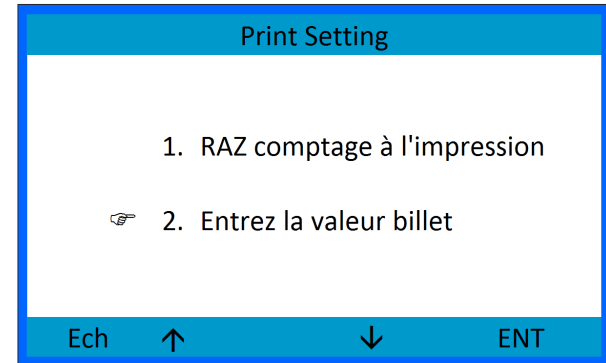 Print Setting
1. RAZ comptage à l'impression
☞ 2. Entrez la valeur billet
Ech ↑ ↓ ENT